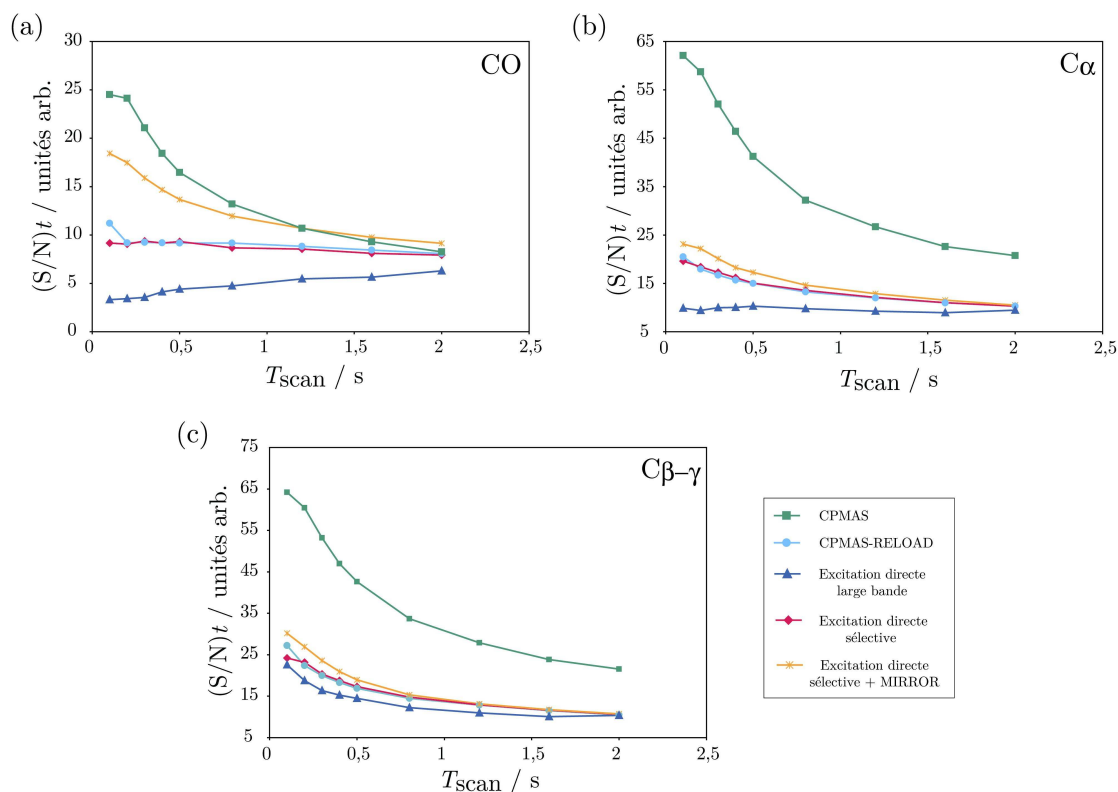 (a)
30
25
20
15
10
5
0
0
0,5
1
1,5
2
2,5
(S/N)t / unités arb.
Tscan / s
CO
(b)
65
55
45
35
25
15
5
0
0,5
1
1,5
2
2,5
(S/N)t / unités arb.
Tscan / s
Cα
(c)
75
65
55
45
35
25
15
5
0
0,5
1
1,5
2
2,5
(S/N)t / unités arb.
Tscan / s
Cβ–γ
CPMAS
CPMAS-RELOAD
Excitation directe
large bande
Excitation directe
sélective
Excitation directe
sélective + MIRROR